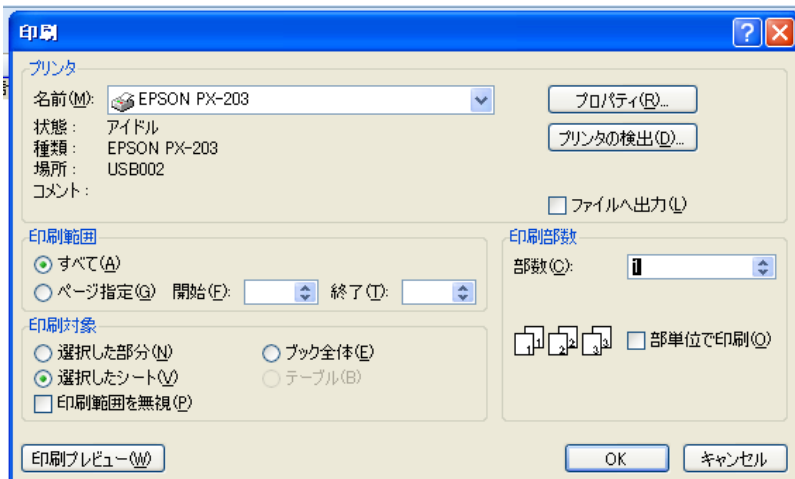 印刷
プリンタ
名前(M): EPSON PX-203 プロパティ(R)...
状態： アイドル プリンタの検出(D)...
種類： EPSON PX-203
場所： USB002
コメント：
ファイルへ出力(L)
印刷範囲 印刷部数
すべて(A) 部数(C): 1
ページ指定(G) 開始(F): 終了(T):
印刷対象
選択した部分(N) ブック全体(E) 11 22 33 部単位で印刷(O)
選択したシート(V) テーブル(B)
印刷範囲を無視(P)
印刷プレビュー(W) OK キャンセル